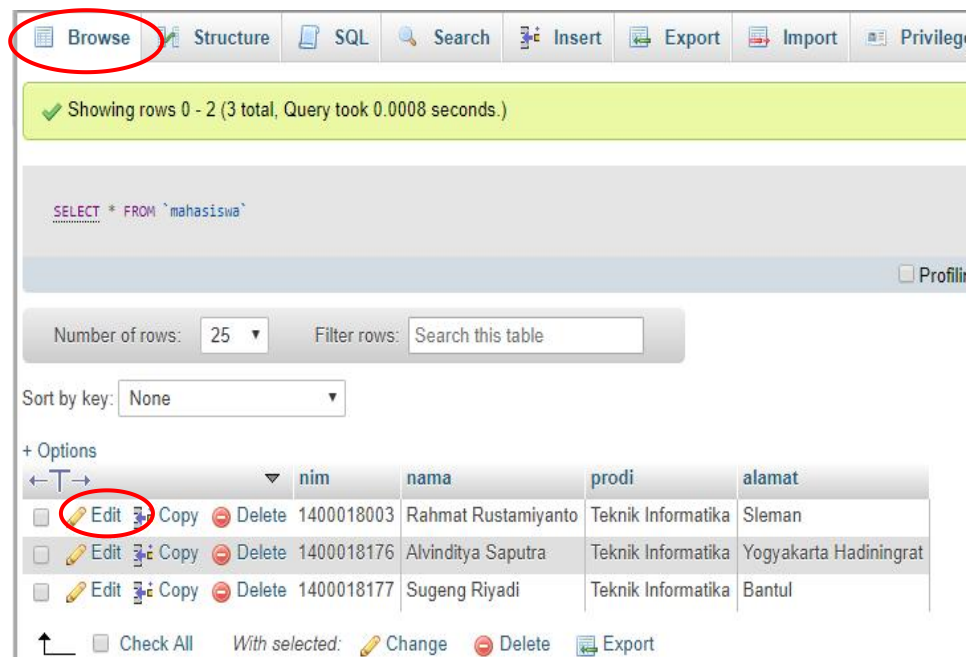 Browse Structure SQL Search Insert Export Import Privileg
Showing rows 0 - 2 (3 total, Query took 0.0008 seconds.)
SELECT * FROM `mahasiswa`
Profilin
Number of rows: 25 Filter rows: Search this table
Sort by key: None
+ Options
←T→ nim nama prodi alamat
Edit Copy Delete 1400018003 Rahmat Rustamiyanto Teknik Informatika Sleman
Edit Copy Delete 1400018176 Alvinditya Saputra Teknik Informatika Yogyakarta Hadiningrat
Edit Copy Delete 1400018177 Sugeng Riyadi Teknik Informatika Bantul
Check All With selected: Change Delete Export